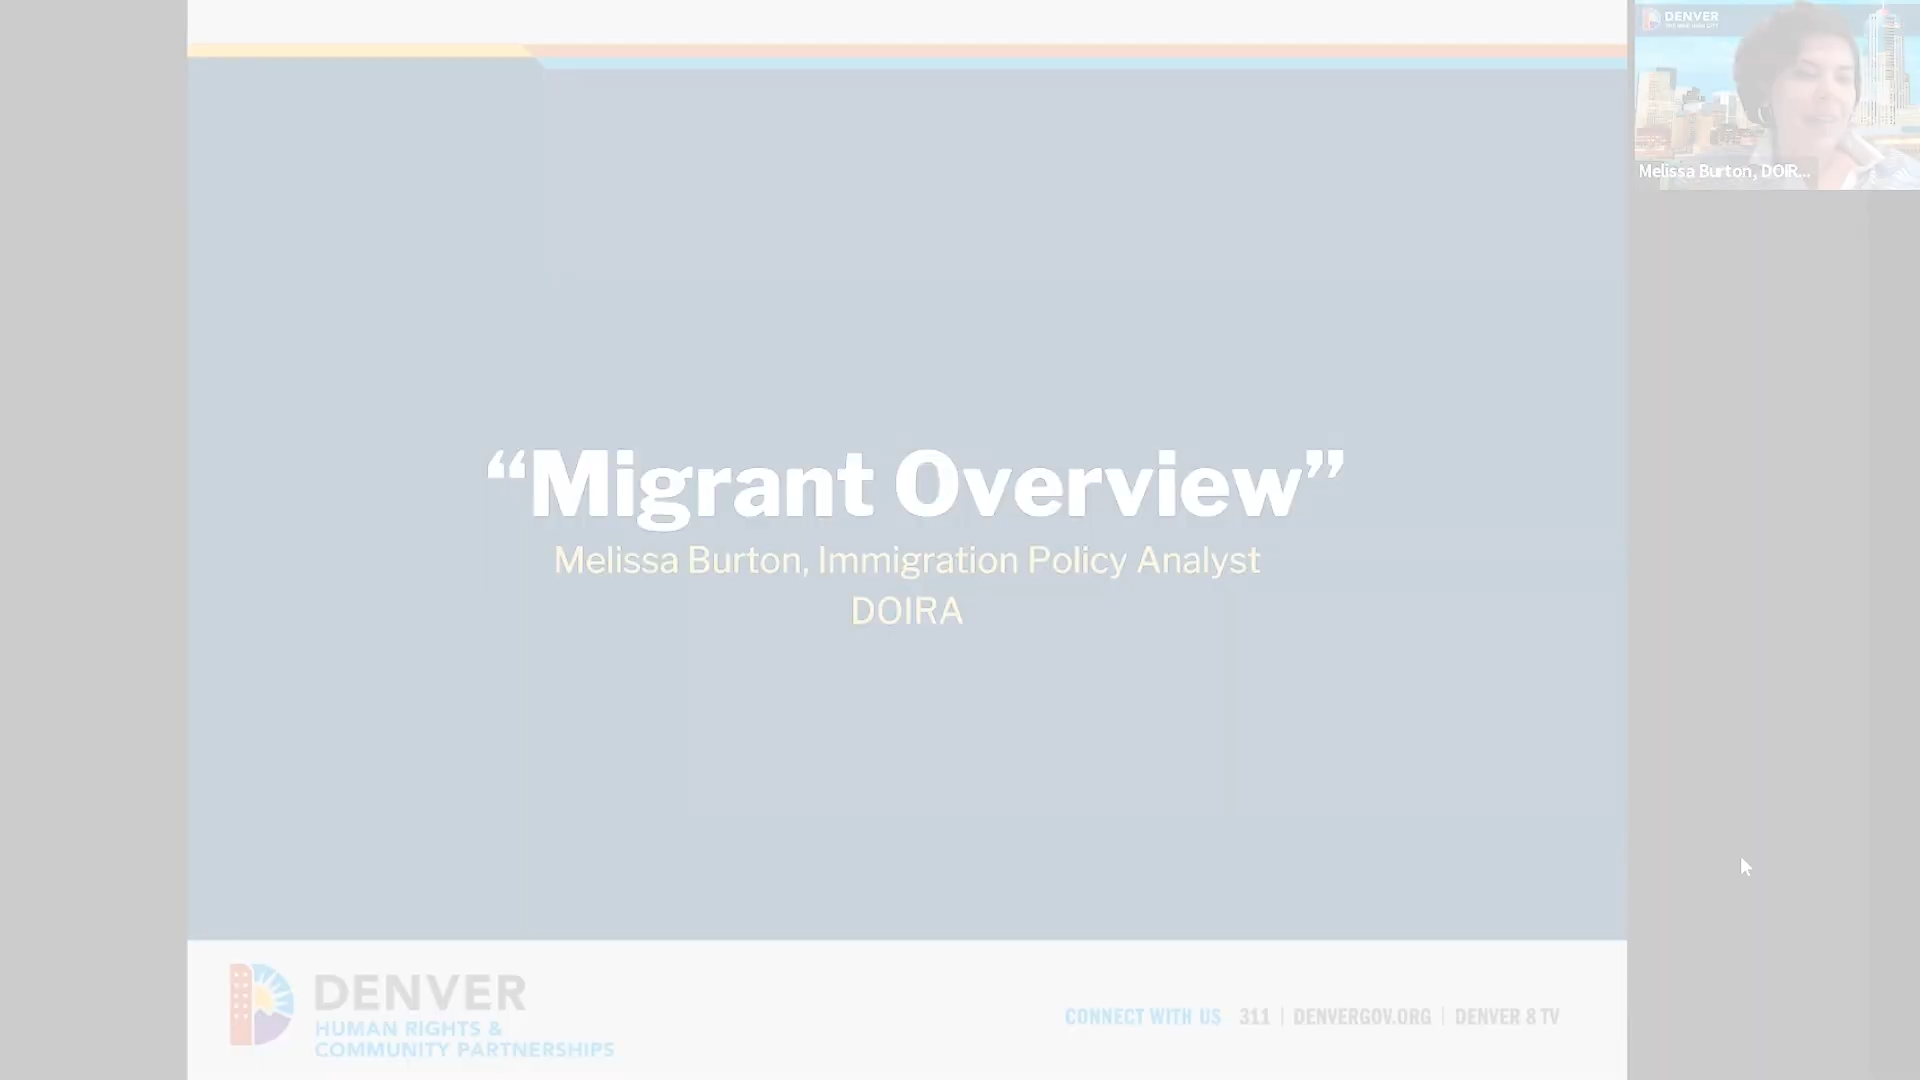 DENVER
Melissa Burton, DOIR...
“Migrant Overview”
Melissa Burton, Immigration Policy Analyst
DOIRA
DENVER
HUMAN RIGHTS &
COMMUNITY PARTNERSHIPS
CONNECT WITH US 311 | DENVERGOV.ORG | DENVER 8 TV